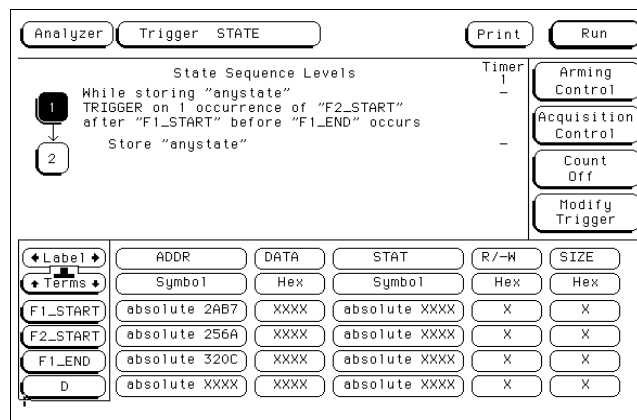 Analyzer Trigger STATE Print Run
State Sequence Levels Timer
1
While storing "anystate" –
1 TRIGGER on 1 occurrence of "F2_START"
after "F1_START" before "F1_END" occurs
2 Store "anystate" –
Arming
Control
Acquisition
Control
Count
Off
Modify
Trigger
Label ADDR DATA STAT R/-W SIZE
Terms Symbol Hex Symbol Hex Hex
F1_START absolute 2AB7 XXXX absolute XXXX X X
F2_START absolute 256A XXXX absolute XXXX X X
F1_END absolute 320C XXXX absolute XXXX X X
D absolute XXXX XXXX absolute XXXX X X